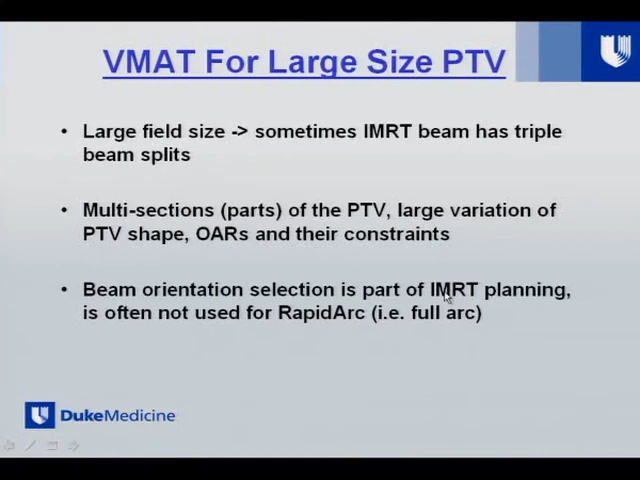 VMAT For Large Size PTV
• Large field size -> sometimes IMRT beam has triple
beam splits
• Multi-sections (parts) of the PTV, large variation of
PTV shape, OARs and their constraints
• Beam orientation selection is part of IMRT planning,
is often not used for RapidArc (i.e. full arc)
DukeMedicine